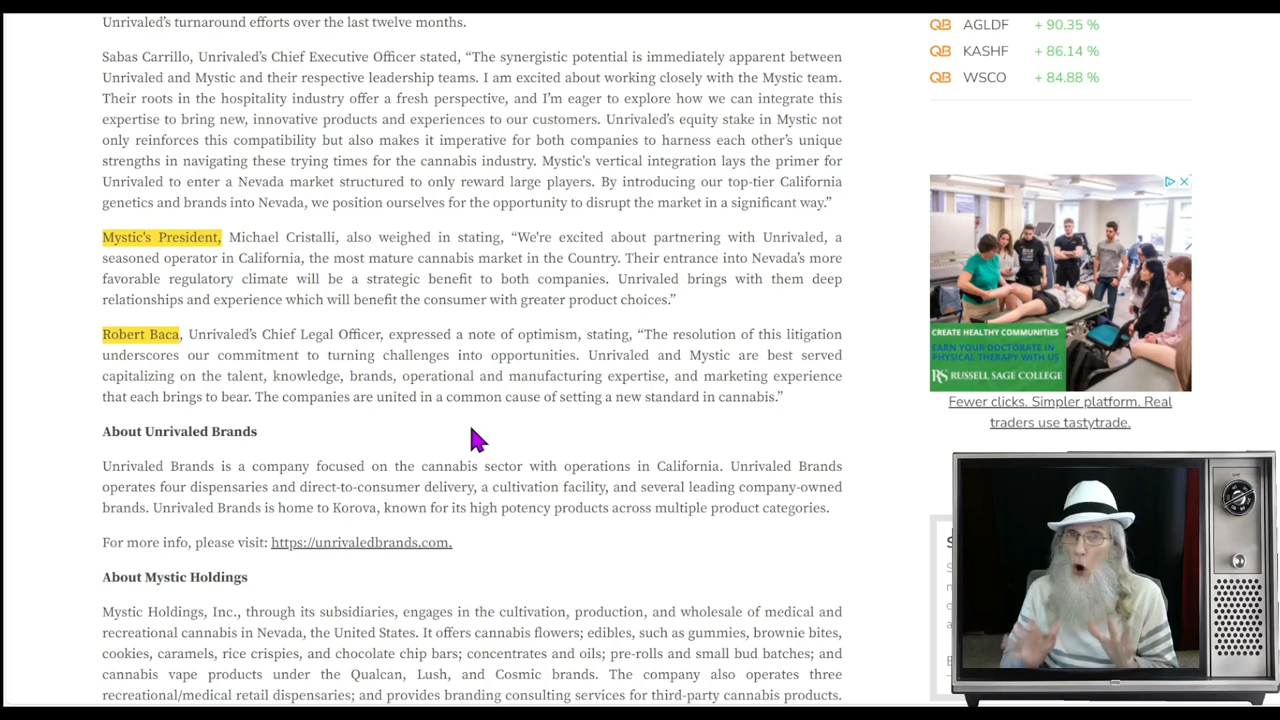 Unrivaled's turnaround efforts over the last twelve months.
Sabas Carrillo, Unrivaled's Chief Executive Officer stated, “The synergistic potential is immediately apparent between
Unrivaled and Mystic and their respective leadership teams. I am excited about working closely with the Mystic team.
Their roots in the hospitality industry offer a fresh perspective, and I'm eager to explore how we can integrate this
expertise to bring new, innovative products and experiences to our customers. Unrivaled's equity stake in Mystic not
only reinforces this compatibility but also makes it imperative for both companies to harness each other's unique
strengths in navigating these trying times for the cannabis industry. Mystic's vertical integration lays the primer for
Unrivaled to enter a Nevada market structured to only reward large players. By introducing our top-tier California
genetics and brands into Nevada, we position ourselves for the opportunity to disrupt the market in a significant way.”
Mystic's President, Michael Cristalli, also weighed in stating, “We're excited about partnering with Unrivaled, a
seasoned operator in California, the most mature cannabis market in the Country. Their entrance into Nevada's more
favorable regulatory climate will be a strategic benefit to both companies. Unrivaled brings with them deep
relationships and experience which will benefit the consumer with greater product choices.”
Robert Baca, Unrivaled's Chief Legal Officer, expressed a note of optimism, stating, “The resolution of this litigation
underscores our commitment to turning challenges into opportunities. Unrivaled and Mystic are best served
capitalizing on the talent, knowledge, brands, operational and manufacturing expertise, and marketing experience
that each brings to bear. The companies are united in a common cause of setting a new standard in cannabis.”
About Unrivaled Brands
Unrivaled Brands is a company focused on the cannabis sector with operations in California. Unrivaled Brands
operates four dispensaries and direct-to-consumer delivery, a cultivation facility, and several leading company-owned
brands. Unrivaled Brands is home to Korova, known for its high potency products across multiple product categories.
For more info, please visit: https://unrivaledbrands.com.
About Mystic Holdings
Mystic Holdings, Inc., through its subsidiaries, engages in the cultivation, production, and wholesale of medical and
recreational cannabis in Nevada, the United States. It offers cannabis flowers; edibles, such as gummies, brownie bites,
cookies, caramels, rice crispies, and chocolate chip bars; concentrates and oils; pre-rolls and small bud batches; and
cannabis vape products under the Qualcan, Lush, and Cosmic brands. The company also operates three
recreational/medical retail dispensaries; and provides branding consulting services for third-party cannabis products.
QB AGLDF + 90.35 %
QB KASHF + 86.14 %
QB WSCO + 84.88 %
CREATE HEALTHY COMMUNITIES
EARN YOUR DOCTORATE IN
PHYSICAL THERAPY WITH US
RS RUSSELL SAGE COLLEGE
Fewer clicks. Simpler platform. Real
traders use tastytrade.